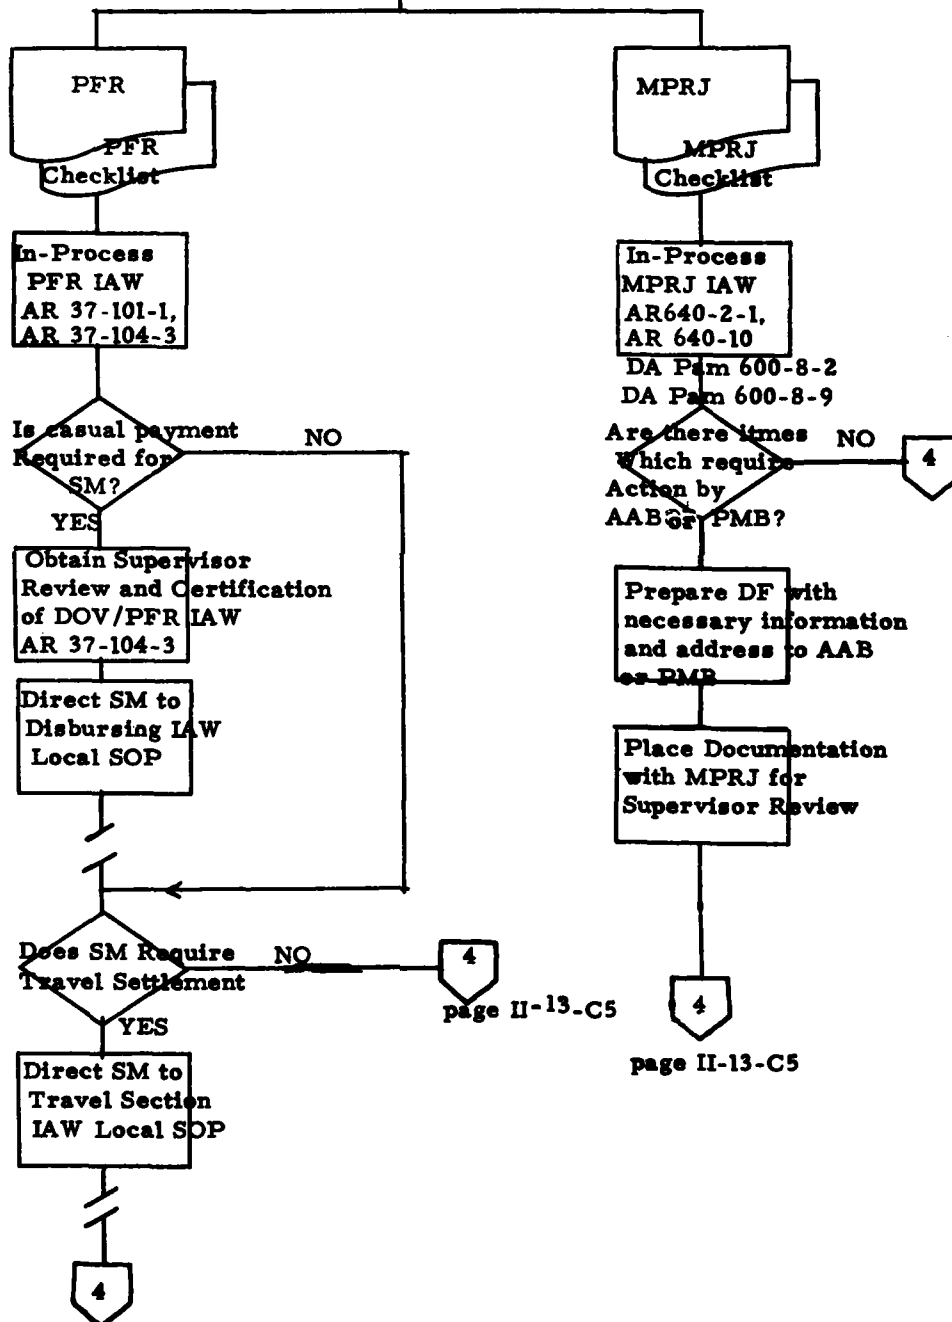 PFR
PFR
Checklist
In-Process
PFR IAW
AR 37-101-1,
AR 37-104-3
Is casual payment
Required for
SM?
NO
YES
Obtain Supervisor
Review and Certification
of DOV/PFR IAW
AR 37-104-3
Direct SM to
Disbursing IAW
Local SOP
Does SM Require
Travel Settlement
NO
4
page II-13-C5
YES
Direct SM to
Travel Section
IAW Local SOP
4
MPRJ
MPRJ
Checklist
In-Process
MPRJ IAW
AR640-2-1,
AR 640-10
DA Pam 600-8-2
DA Pam 600-8-9
Are there itmes
Which require
Action by
AAB or PMB?
NO
4
Prepare DF with
necessary information
and address to AAB
or PMB
Place Documentation
with MPRJ for
Supervisor Review
4
page II-13-C5